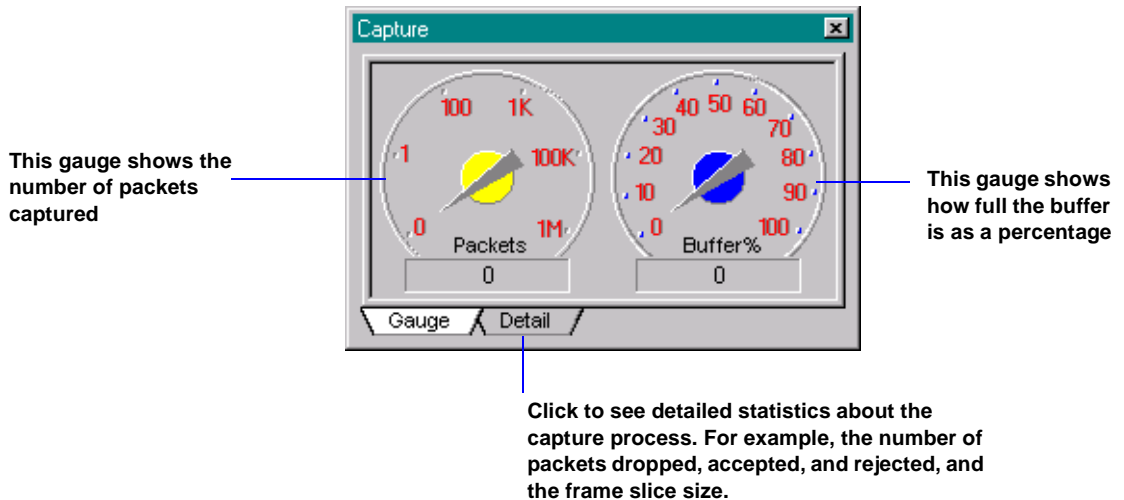 Capture
This gauge shows the
number of packets
captured
0
1
100
1K
100K
1M
Packets
0
0
10
20
30
40
50
60
70
80
90
100
Buffer%
0
This gauge shows
how full the buffer
is as a percentage
Gauge
Detail
Click to see detailed statistics about the
capture process. For example, the number of
packets dropped, accepted, and rejected, and
the frame slice size.